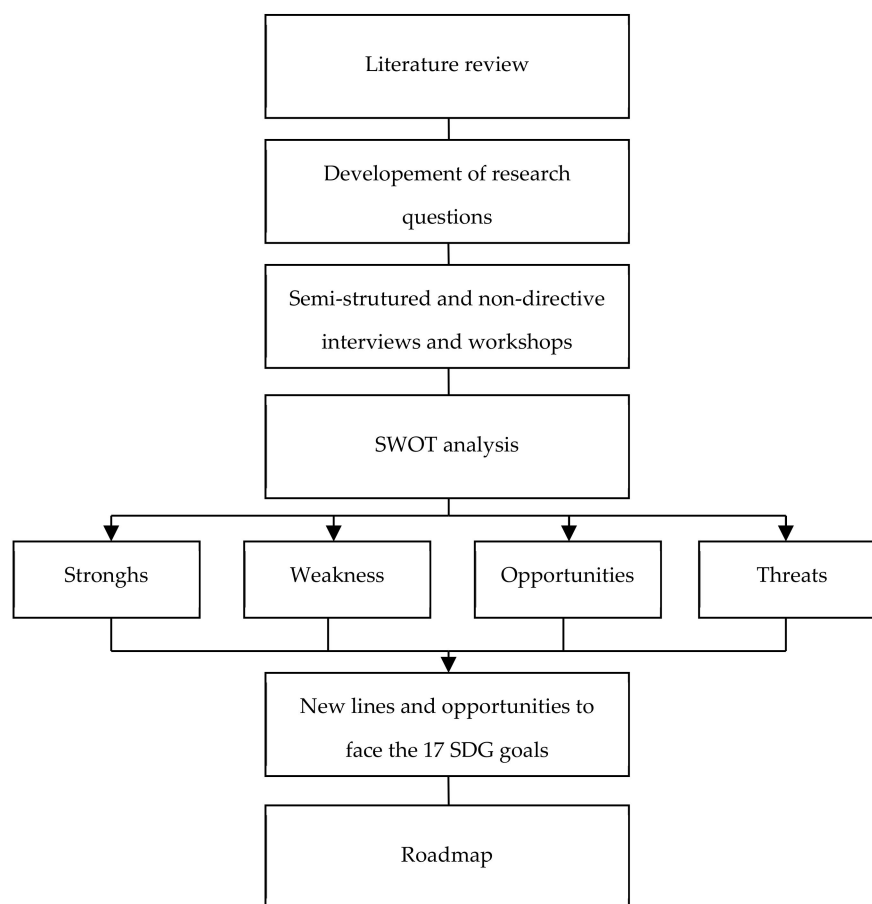 Literature review
Developement of research
questions
Semi-strutured and non-directive
interviews and workshops
SWOT analysis
Stronghs
Weakness
Opportunities
Threats
New lines and opportunities to
face the 17 SDG goals
Roadmap